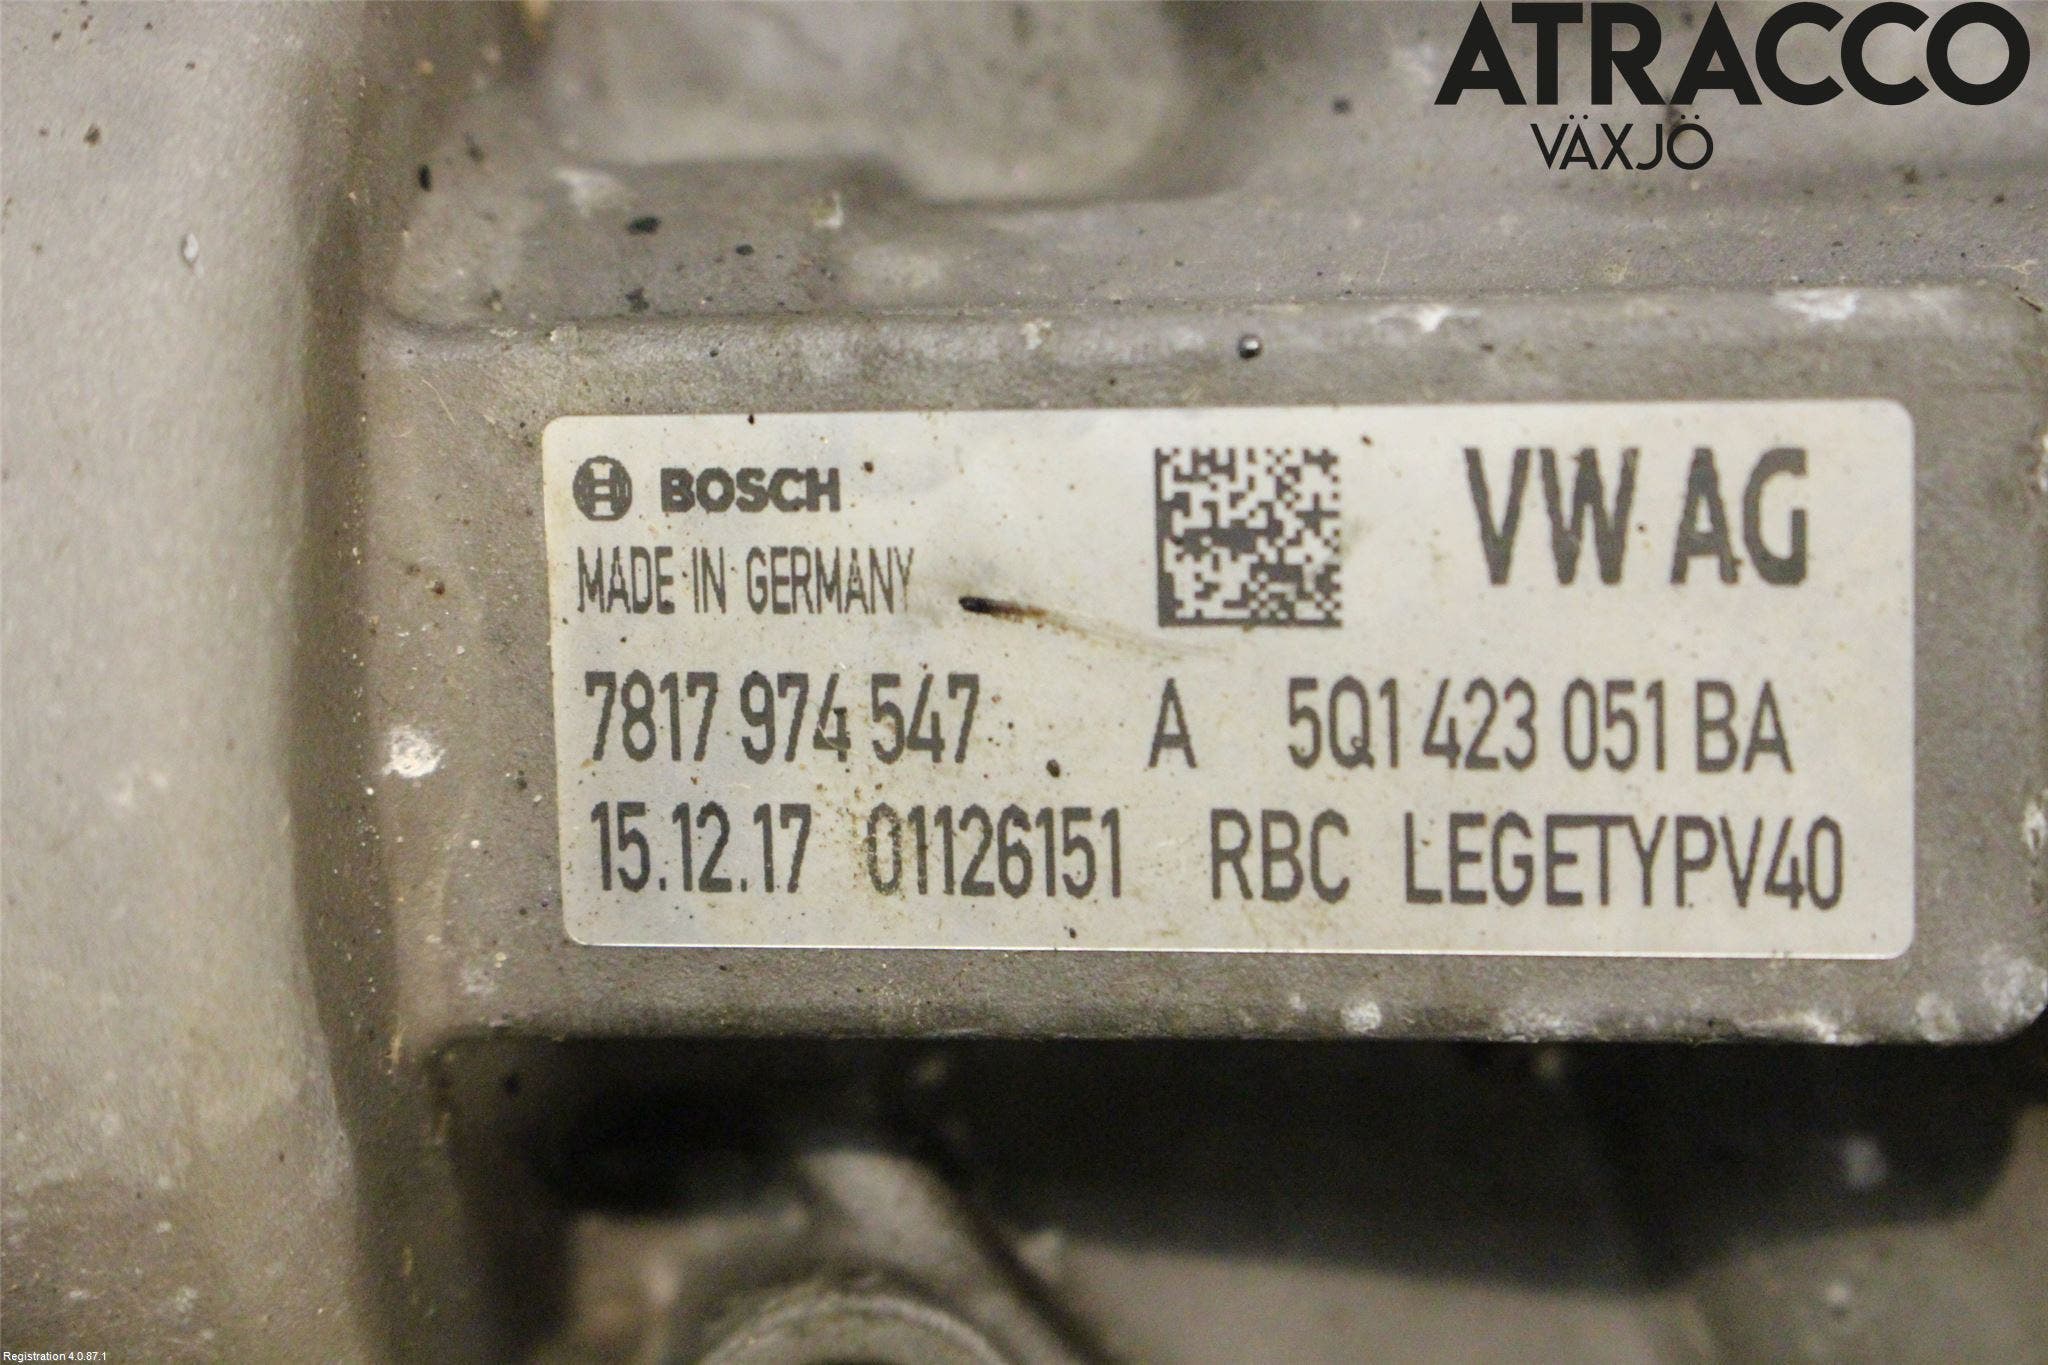 ATRACCO
VÄXJÖ
BOSCH
VW AG
MADE IN GERMANY
7817 974 547 A 5Q1 423 051 BA
15.12.17 01126151 RBC LEGETYPV40
Registration 4.0.87.1